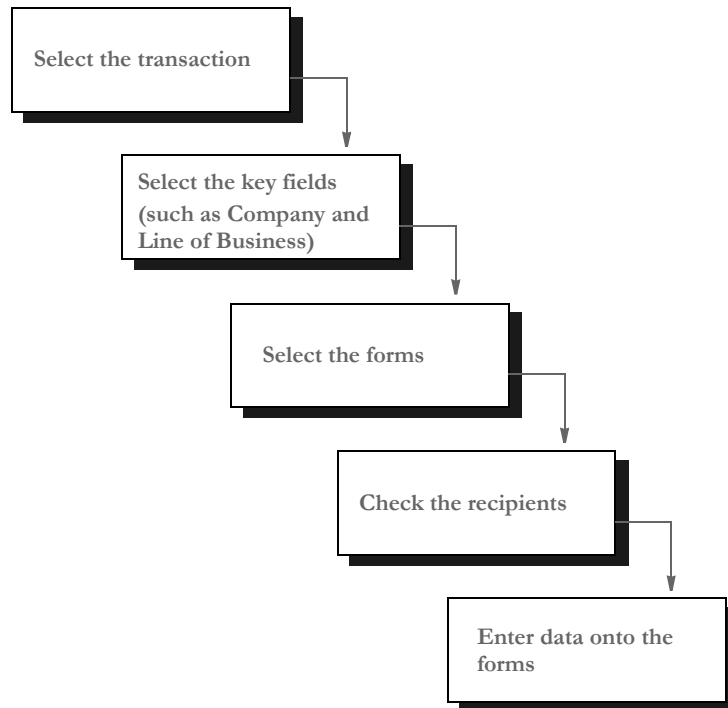 Select the transaction
Select the key fields
(such as Company and
Line of Business)
Select the forms
Check the recipients
Enter data onto the
forms